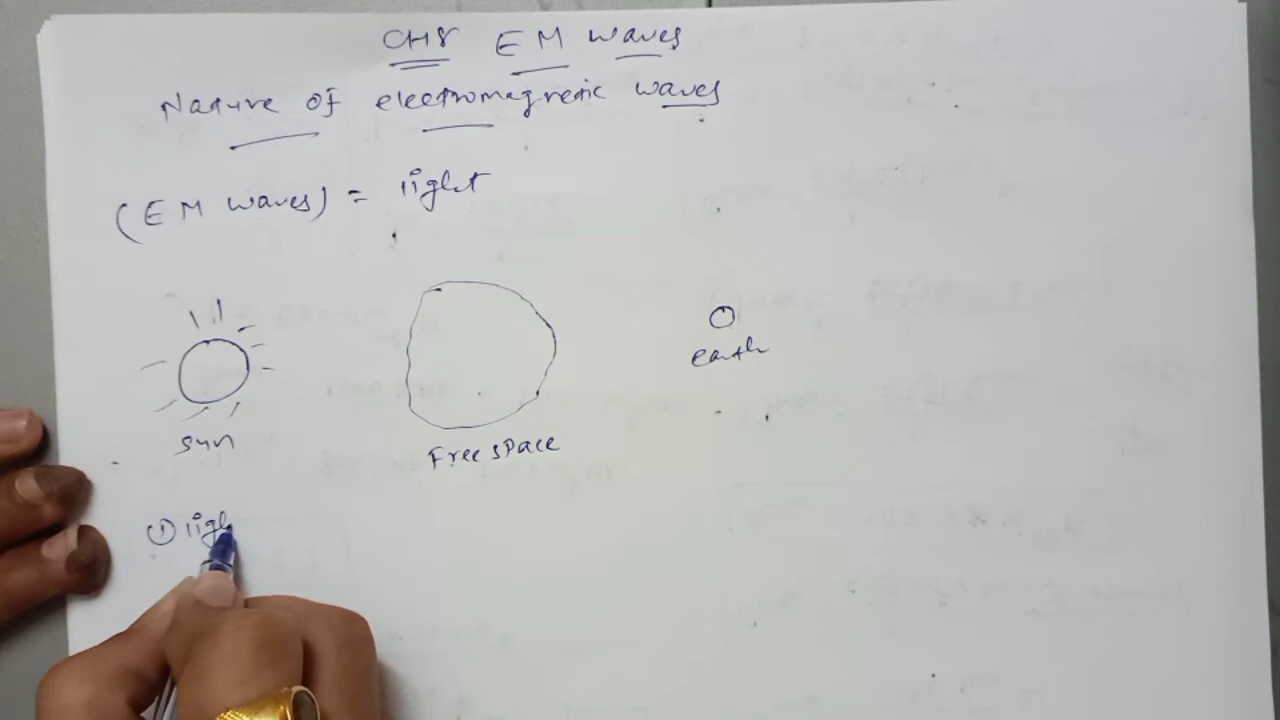 CH8 EM waves
Nature of electromagnetic waves
(EM waves) = light
earth
sun
Free space
① ligh